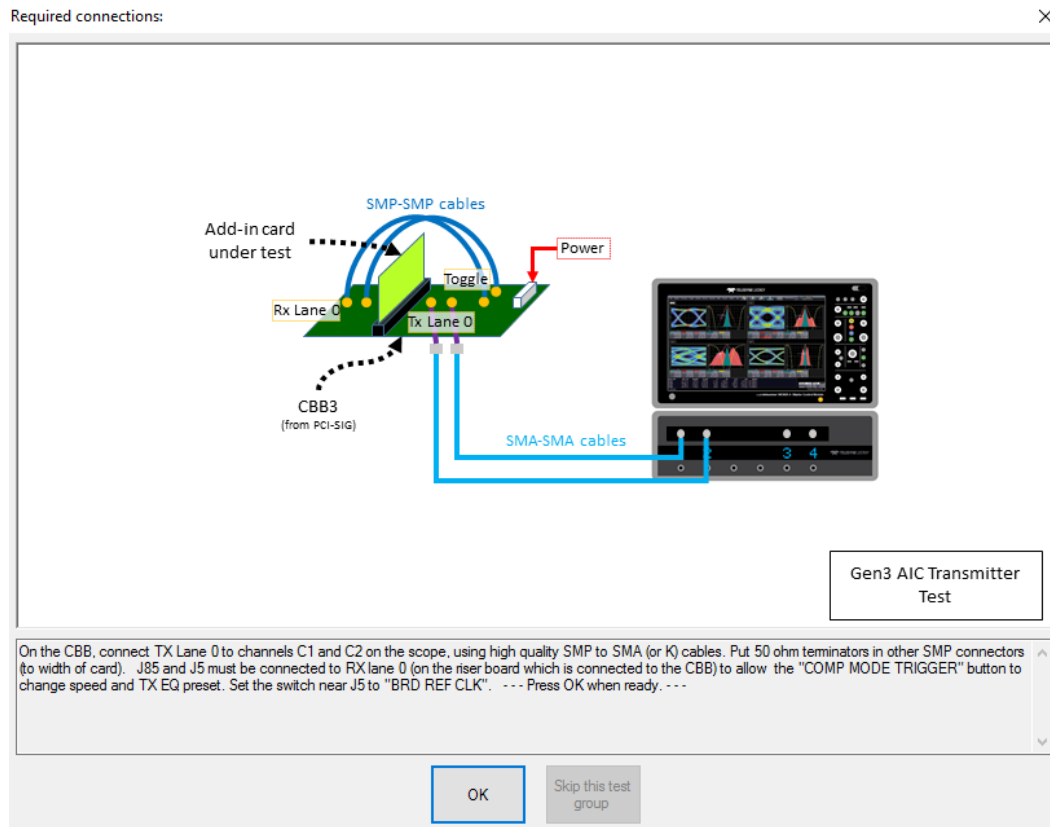 Required connections:
SMP-SMP cables
Add-in card
under test
Power
Toggle
Rx Lane 0
Tx Lane 0
CBB3
(from PCI-SIG)
SMA-SMA cables
2
3
4
Gen3 AIC Transmitter
Test
On the CBB, connect TX Lane 0 to channels C1 and C2 on the scope, using high quality SMP to SMA (or K) cables. Put 50 ohm terminators in other SMP connectors
(to width of card).   J85 and J5 must be connected to RX lane 0 (on the riser board which is connected to the CBB) to allow  the "COMP MODE TRIGGER" button to
change speed and TX EQ preset. Set the switch near J5 to "BRD REF CLK".   - - - Press OK when ready. - - -
OK
Skip this test
group